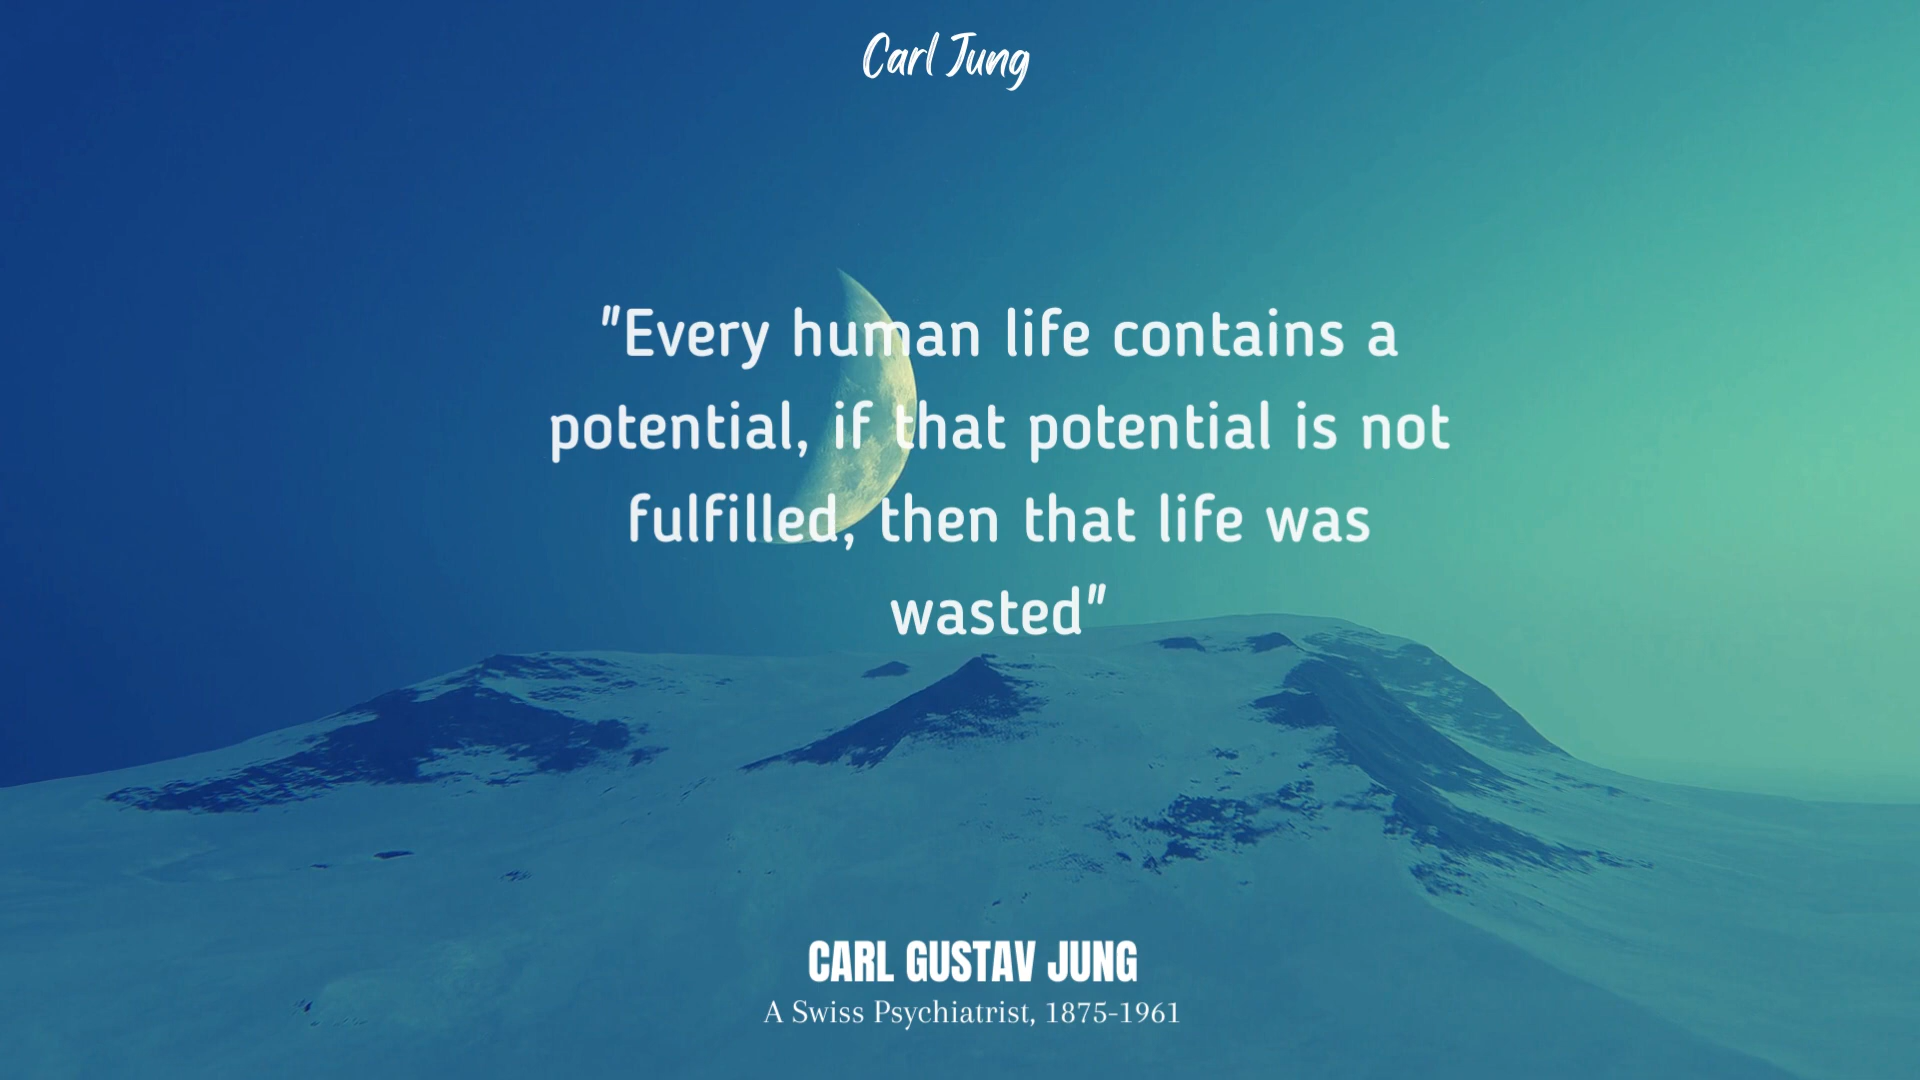 Carl Jung
"Every human life contains a
potential, if that potential is not
fulfilled, then that life was
wasted"
CARL GUSTAV JUNG
A Swiss Psychiatrist, 1875-1961